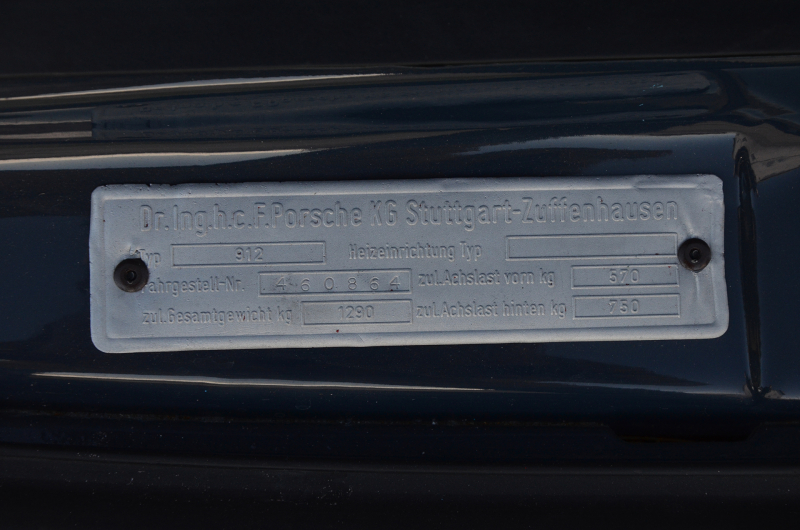 Dr.Ing.h.c.F.Porsche KG Stuttgart-Zuffenhausen
Typ 912 Heizeinrichtung Typ
Fahrgestell-Nr. 460864 zul.Achslast vorn kg 570
zul.Gesamtgewicht kg 1290 zul.Achslast hinten kg 750